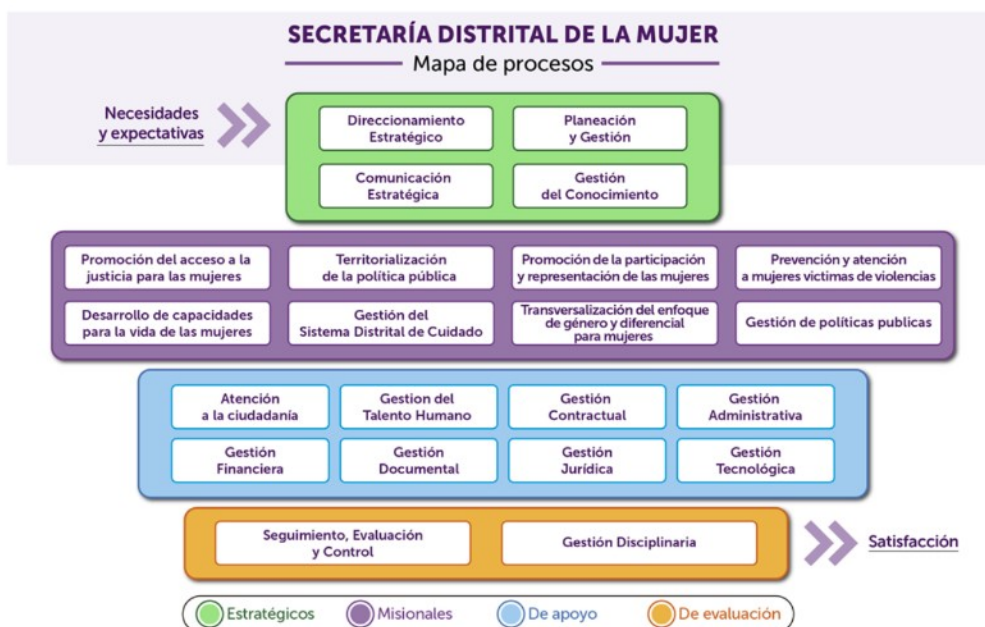 SECRETARÍA DISTRITAL DE LA MUJER
Mapa de procesos
Necesidades
y expectativas
Direccionamiento
Estratégico
Planeación
y Gestión
Comunicación
Estratégica
Gestión
del Conocimiento
Promoción del acceso a la
justicia para las mujeres
Territorialización
de la política pública
Promoción de la participación
y representación de las mujeres
Prevención y atención
a mujeres víctimas de violencias
Desarrollo de capacidades
para la vida de las mujeres
Gestión del
Sistema Distrital de Cuidado
Transversalización del enfoque
de género y diferencial
para mujeres
Gestión de políticas publicas
Atención
a la ciudadanía
Gestion del
Talento Humano
Gestión
Contractual
Gestión
Administrativa
Gestión
Financiera
Gestión
Documental
Gestión
Jurídica
Gestión
Tecnológica
Seguimiento, Evaluación
y Control
Gestión Disciplinaria
Satisfacción
Estratégicos
Misionales
De apoyo
De evaluación